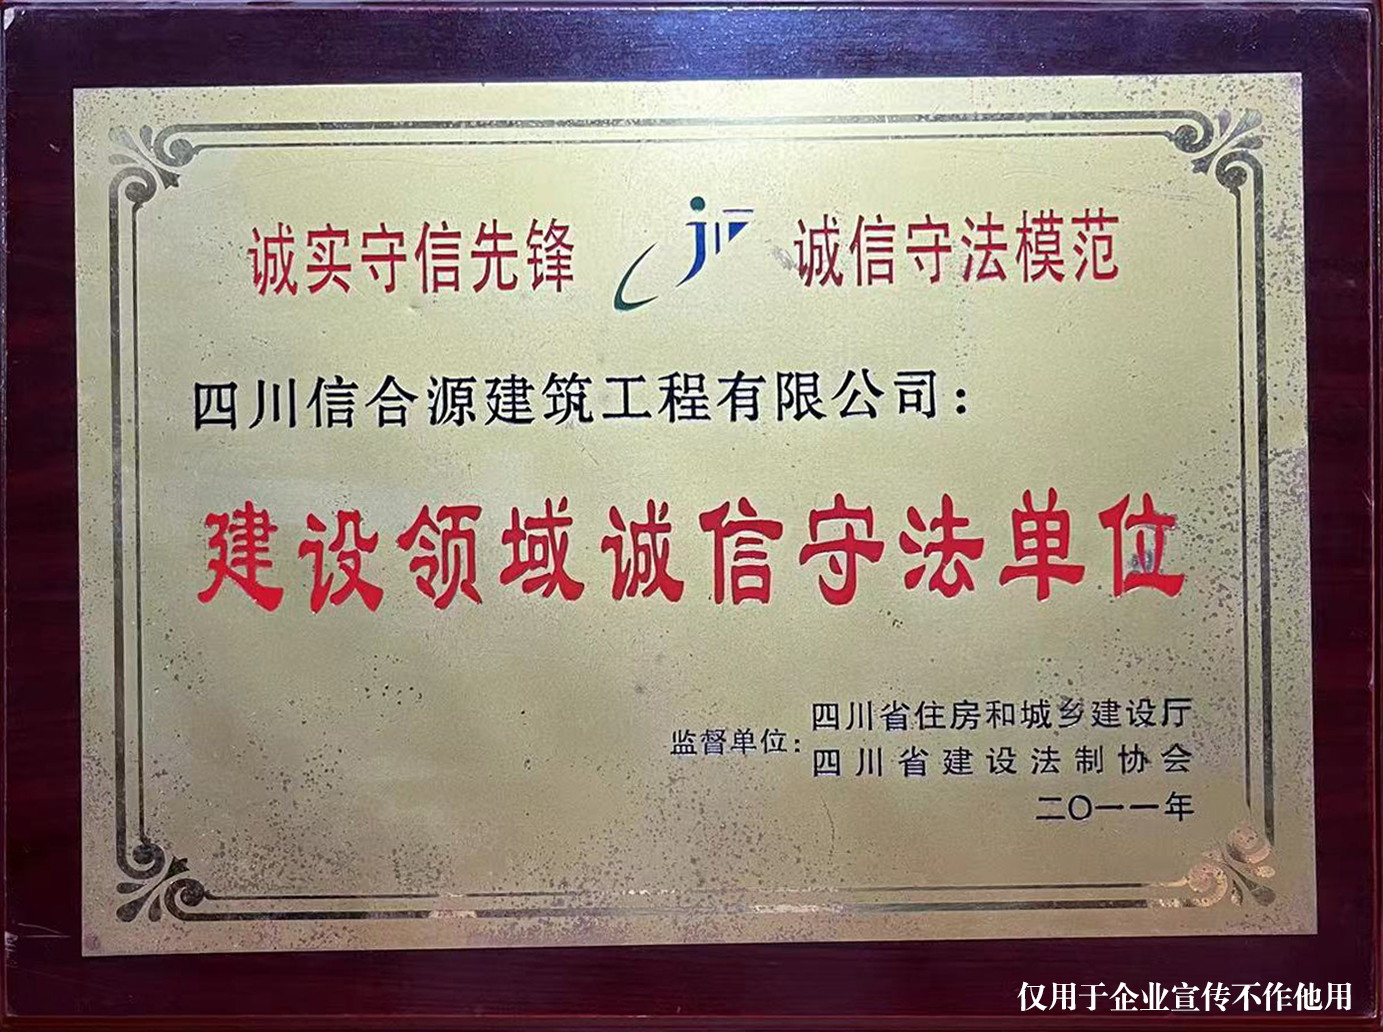 诚实守信先锋 诚信守法模范
四川信合源建筑工程有限公司：
建设领域诚信守法单位
监督单位：
四川省住房和城乡建设厅
四川省建设法制协会
二〇一一年
仅用于企业宣传不作他用